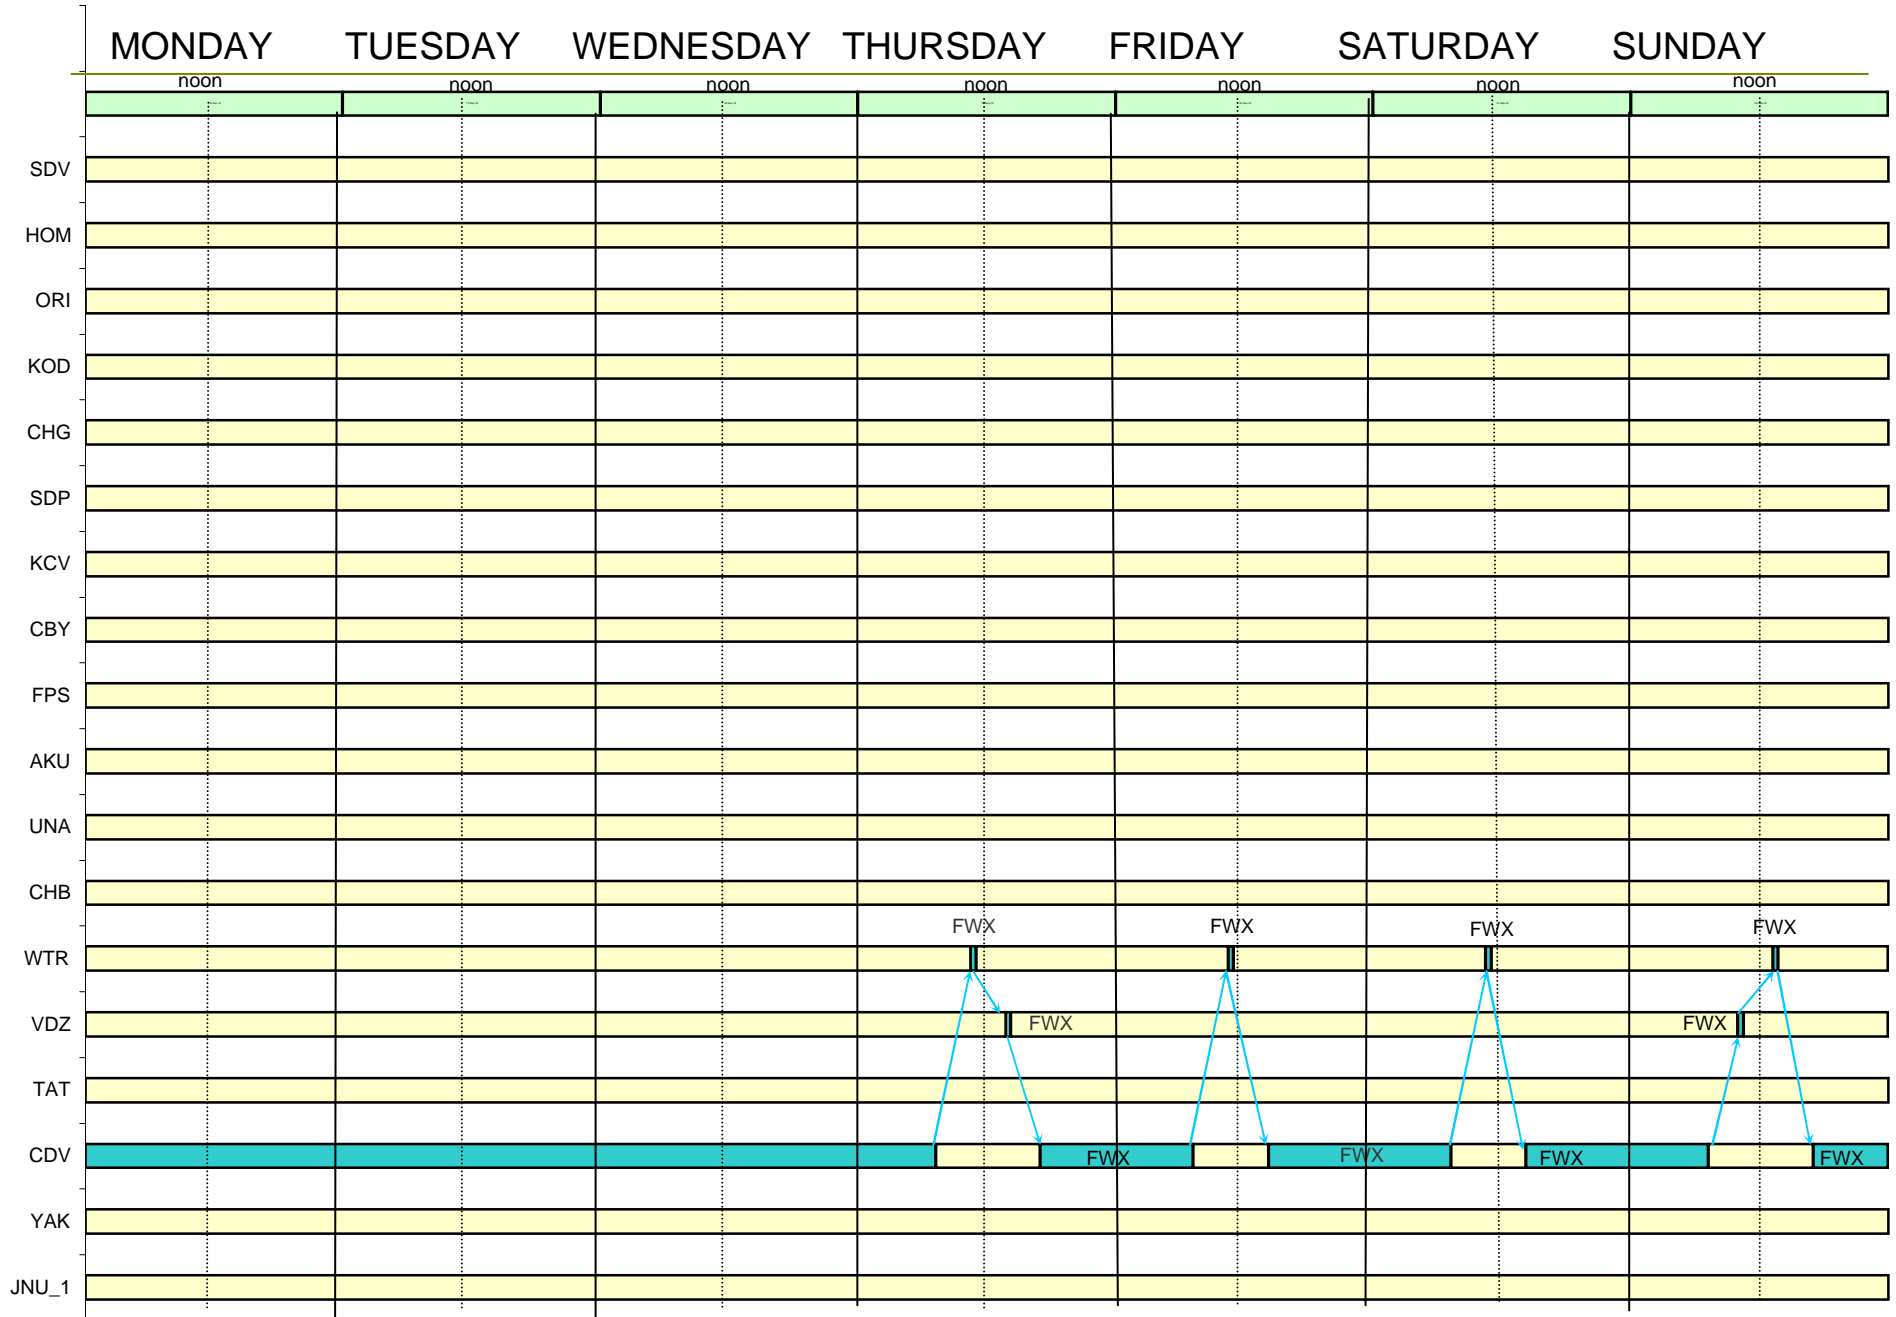 MONDAY TUESDAY WEDNESDAY THURSDAY FRIDAY SATURDAY SUNDAY
noon noon noon noon noon noon noon
SDV
HOM
ORI
KOD
CHG
SDP
KCV
CBY
FPS
AKU
UNA
CHB
FWX FWX FWX FWX
WTR
VDZ FWX FWX
TAT
CDV FWX FWX FWX FWX
YAK
JNU_1